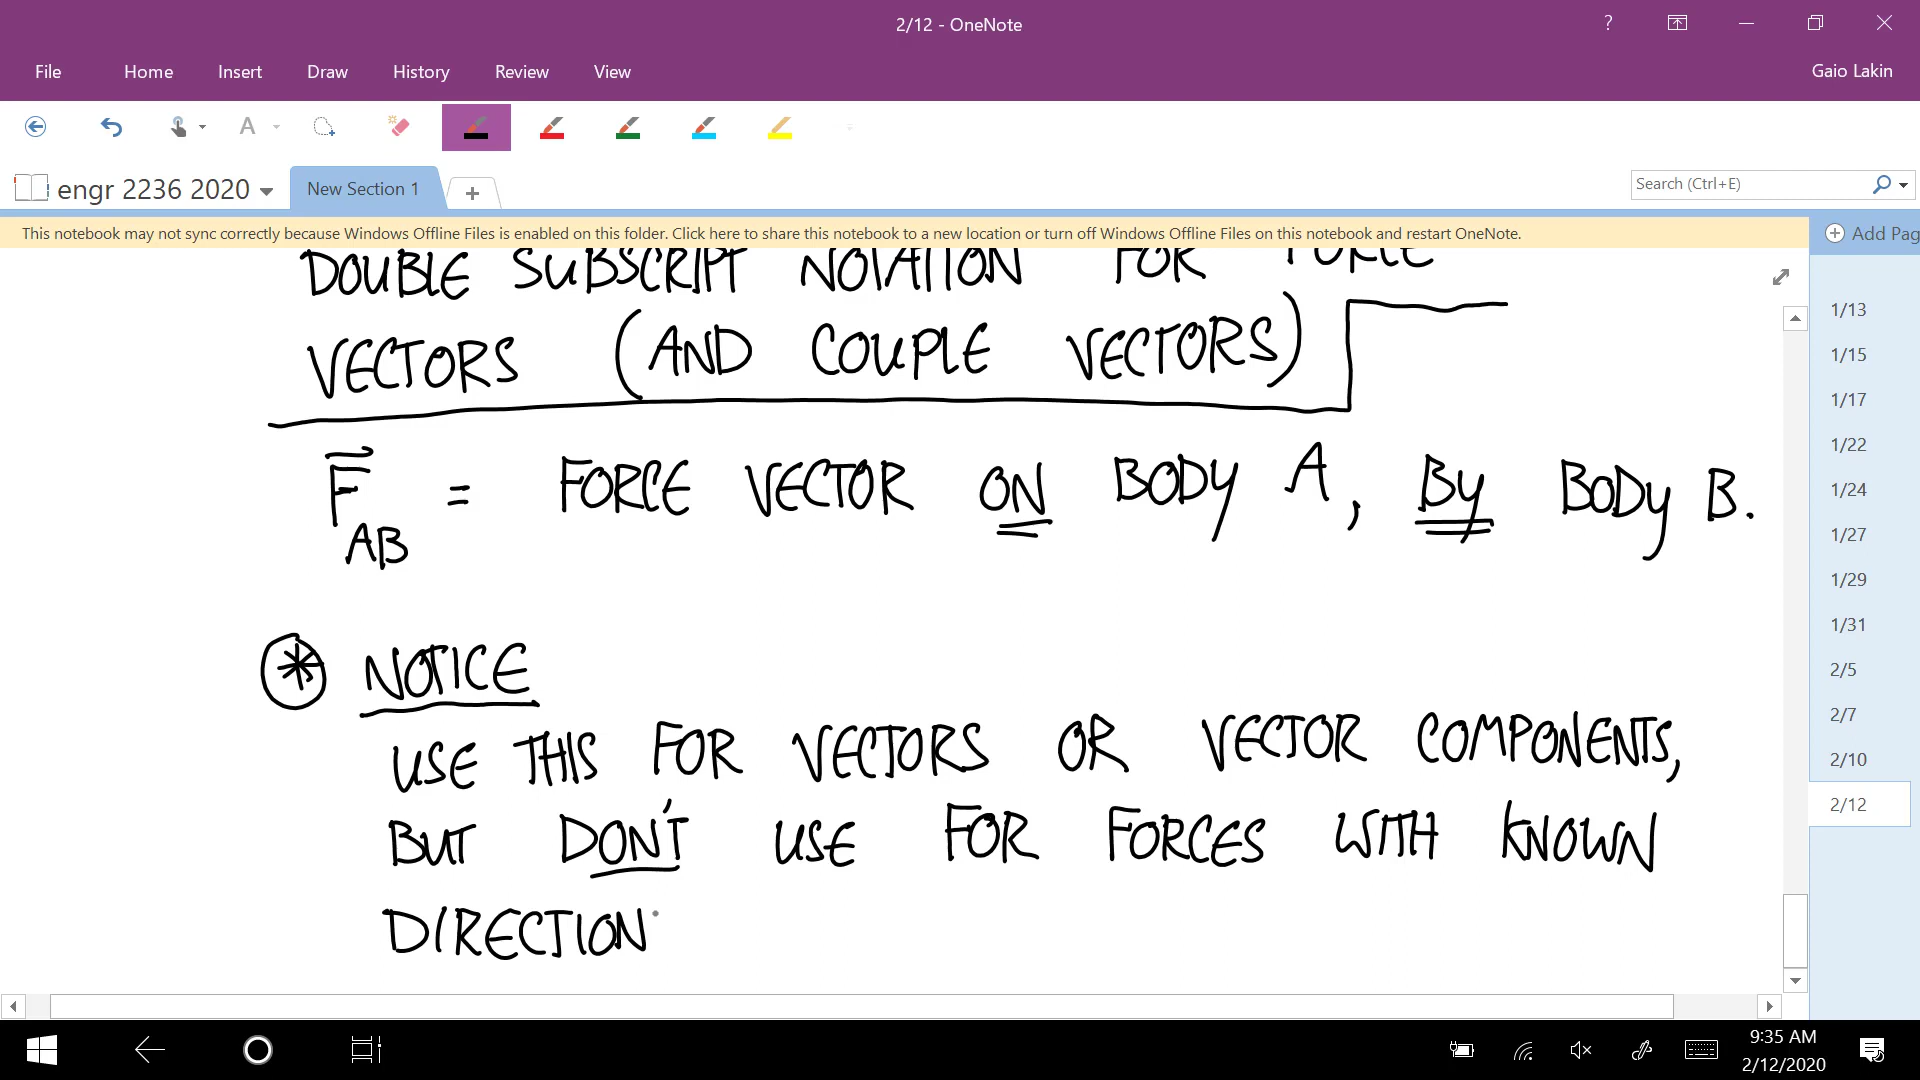 2/12 - OneNote
?
File Home Insert Draw History Review View
Gaio Lakin
A
engr 2236 2020
New Section 1
+
Search (Ctrl+E)
This notebook may not sync correctly because Windows Offline Files is enabled on this folder. Click here to share this notebook to a new location or turn off Windows Offline Files on this notebook and restart OneNote.
Add Pag
DOUBLE SUBSCRIPT NOTATION FOR FORCE
VECTORS (AND COUPLE VECTORS)
F = FORCE VECTOR ON BODY A, BY BODY B.
AB
* NOTICE
USE THIS FOR VECTORS OR VECTOR COMPONENTS,
BUT DON'T USE FOR FORCES WITH KNOWN
DIRECTION
1/13
1/15
1/17
1/22
1/24
1/27
1/29
1/31
2/5
2/7
2/10
2/12
9:35 AM
2/12/2020